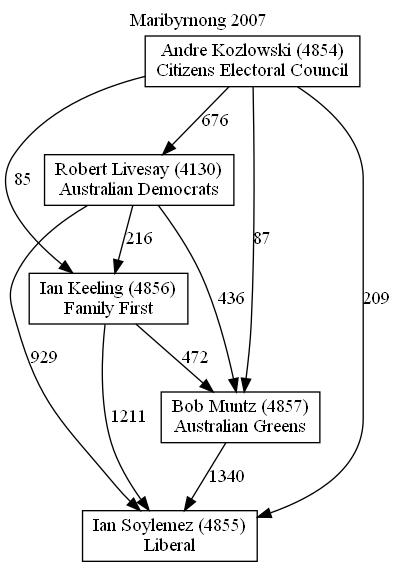 Maribyrnong 2007
Andre Kozlowski (4854)
Citizens Electoral Council
676
Robert Livesay (4130)
Australian Democrats
85
216
87
Ian Keeling (4856)
Family First
436
209
929
472
Bob Muntz (4857)
Australian Greens
1211
1340
Ian Soylemez (4855)
Liberal